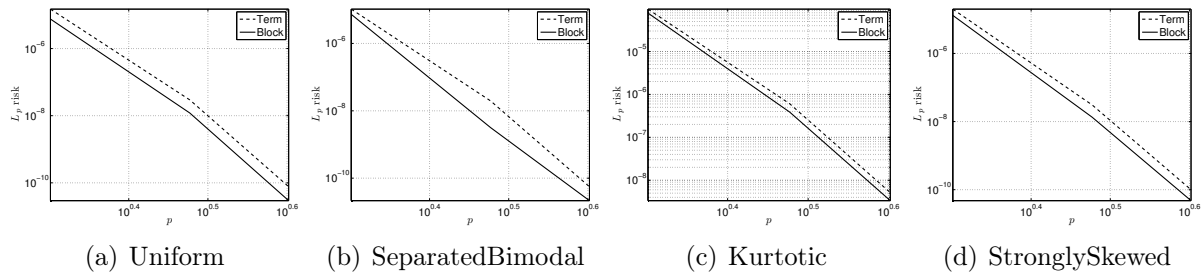 Term
Block
10^-6
10^-8
10^-10
L_p risk
10^0.4
10^0.5
10^0.6
p
(a) Uniform
Term
Block
10^-6
10^-8
10^-10
L_p risk
10^0.4
10^0.5
10^0.6
p
(b) SeparatedBimodal
Term
Block
10^-5
10^-6
10^-7
10^-8
L_p risk
10^0.4
10^0.5
10^0.6
p
(c) Kurtotic
Term
Block
10^-6
10^-8
10^-10
L_p risk
10^0.4
10^0.5
10^0.6
p
(d) StronglySkewed